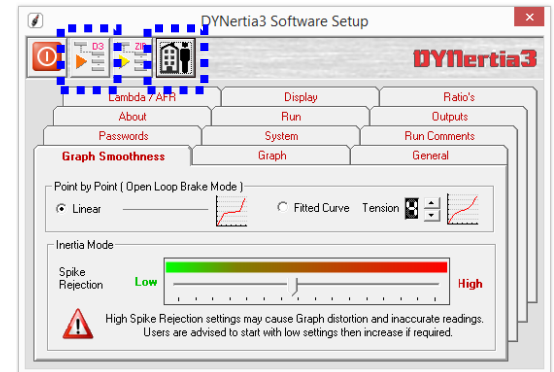 DYNertia3 Software Setup
D3
ZIP
DYNertia3
Lambda / AFR
Display
Ratio's
About
Run
Outputs
Passwords
System
Run Comments
Graph Smoothness
Graph
General
Point by Point ( Open Loop Brake Mode )
Linear
Fitted Curve
Tension
Inertia Mode
Spike
Rejection
Low
High
High Spike Rejection settings may cause Graph distortion and inaccurate readings.
Users are advised to start with low settings then increase if required.